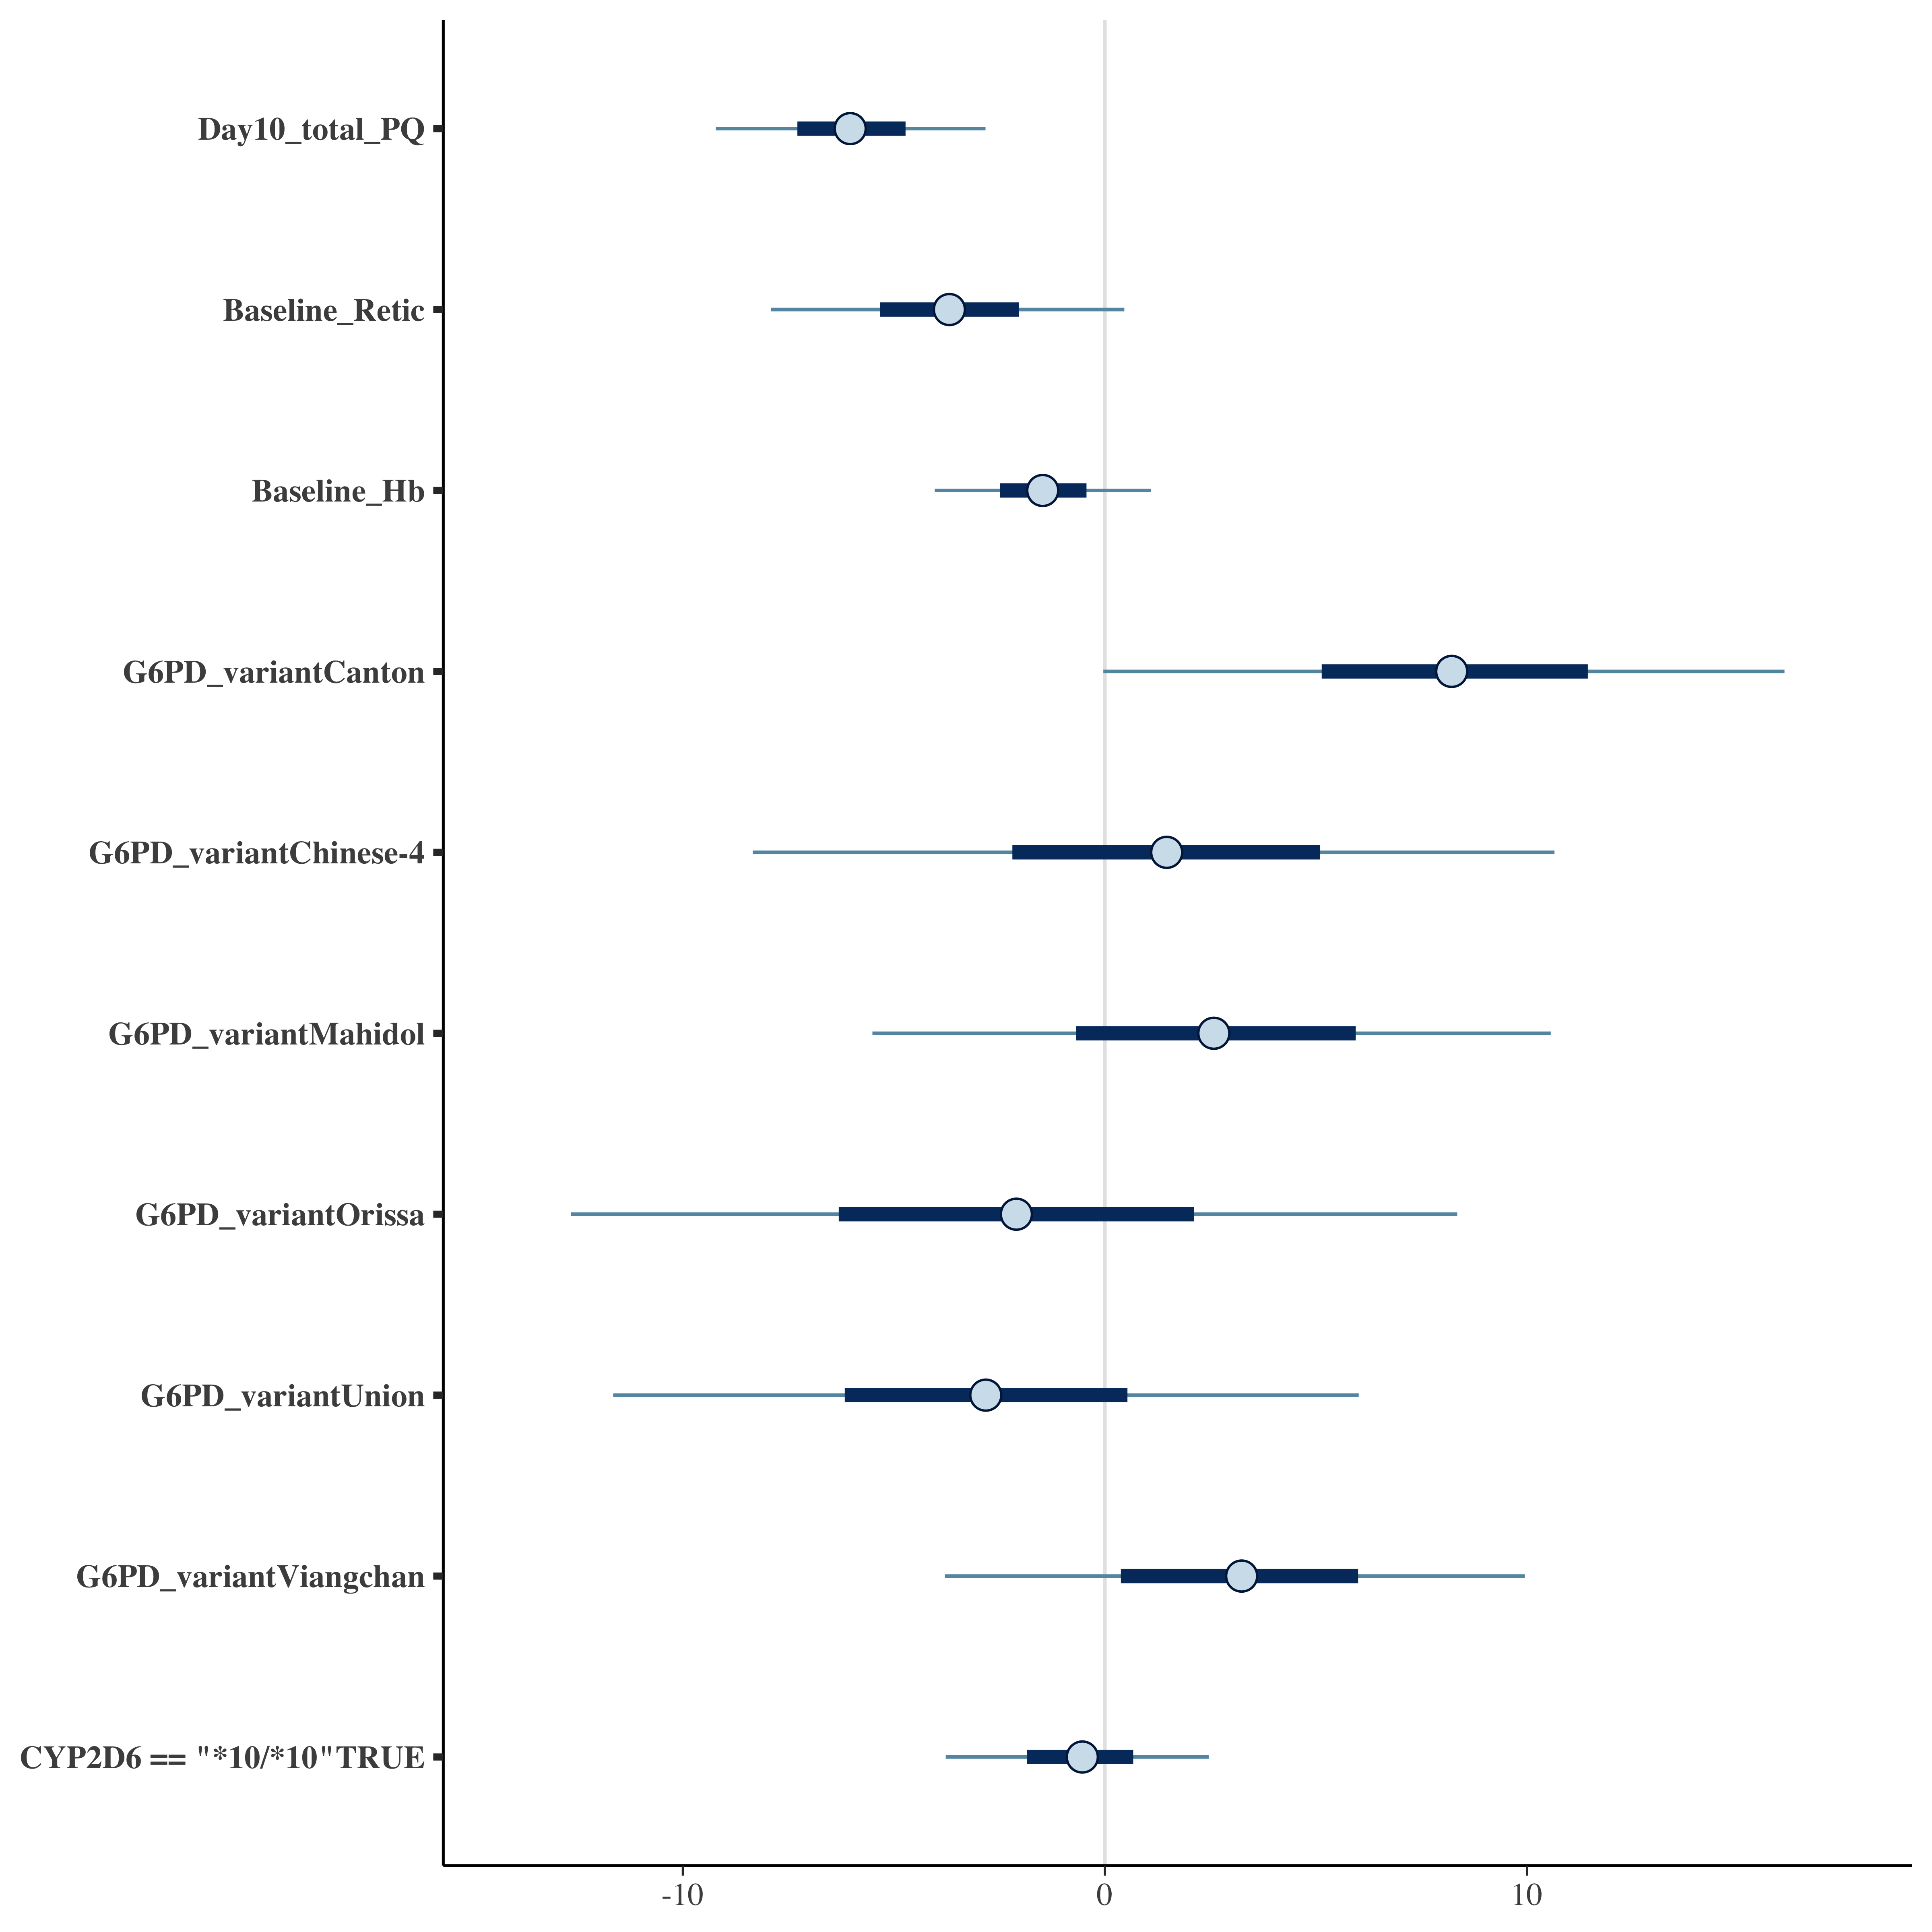 Day10_total_PQ
Baseline_Retic
Baseline_Hb
G6PD_variantCanton
G6PD_variantChinese-4
G6PD_variantMahidol
G6PD_variantOrissa
G6PD_variantUnion
G6PD_variantViangchan
CYP2D6 == "*10/*10"TRUE
-10 0 10